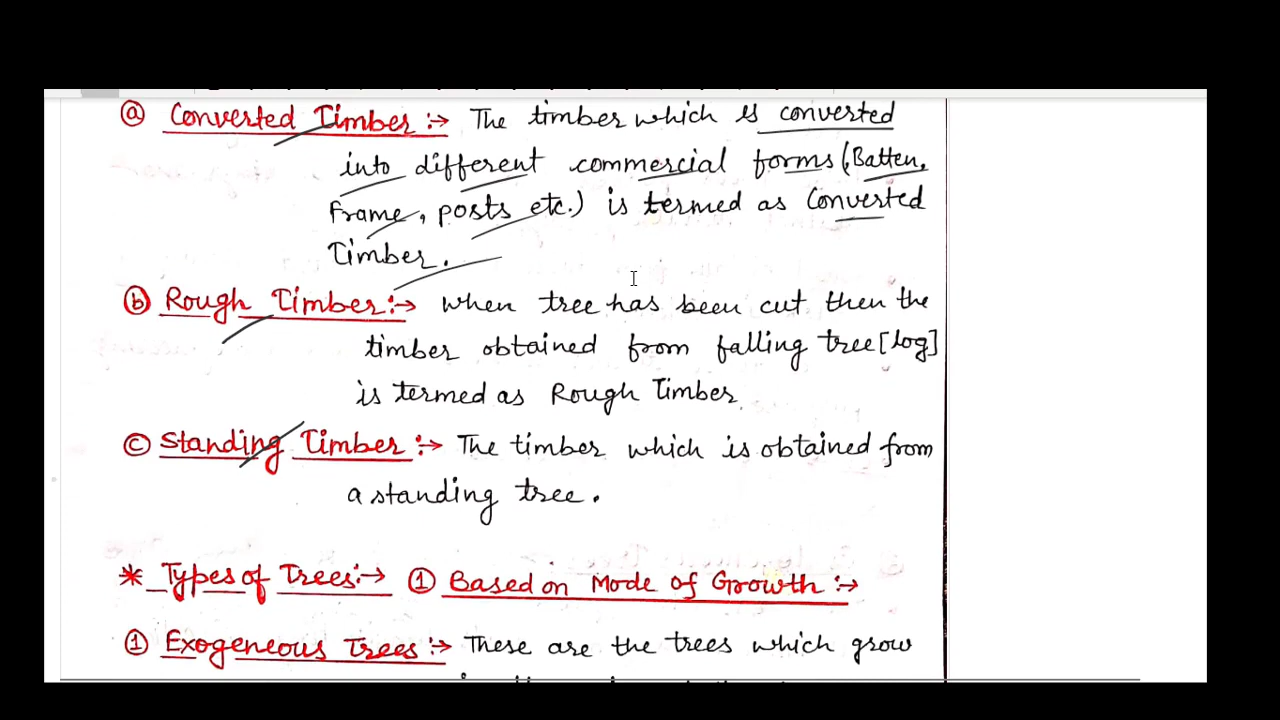 ⓐ Converted Timber :→ The timber which is converted
into different commercial forms (Batten,
Frame, posts etc.) is termed as Converted
Timber.
ⓑ Rough Timber :→ When tree has been cut then the
timber obtained from falling tree [log]
is termed as Rough Timber.
ⓒ Standing Timber :→ The timber which is obtained from
a standing tree.
* Types of Trees :→ ① Based on Mode of Growth :→
① Exogeneous Trees :→ These are the trees which grow